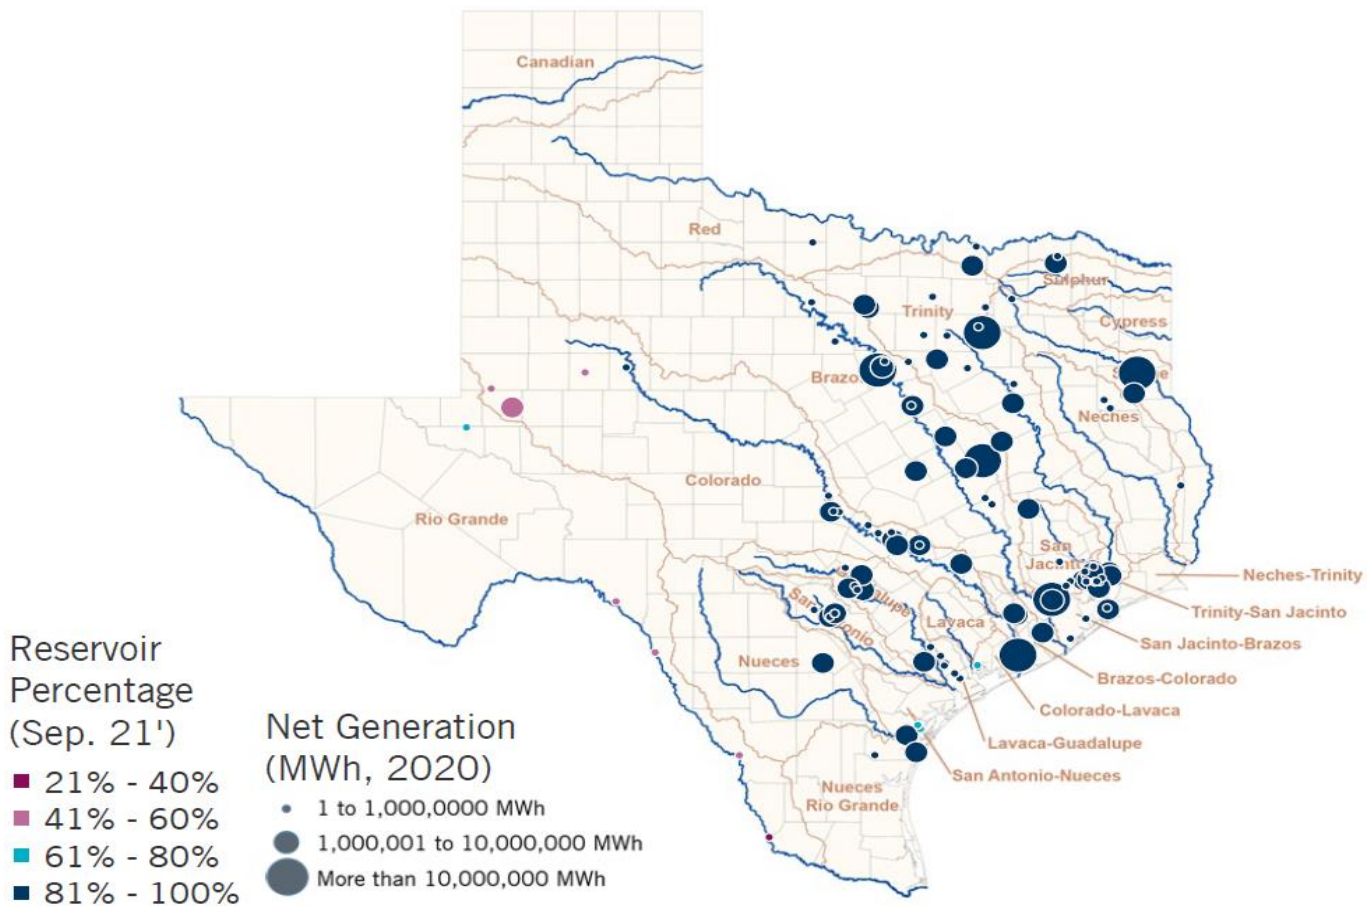 Canadian
Red
Sulphur
Trinity
Cypress
Neches
Colorado
Rio Grande
San
Neches-Trinity
Trinity-San Jacinto
Lavaca
San Jacinto-Brazos
Nueces
Brazos-Colorado
Colorado-Lavaca
Lavaca-Guadalupe
San Antonio-Nueces
Nueces
Rio Grande
Reservoir
Percentage
(Sep. 21')
21% - 40%
41% - 60%
61% - 80%
81% - 100%
Net Generation
(MWh, 2020)
1 to 1,000,0000 MWh
1,000,001 to 10,000,000 MWh
More than 10,000,000 MWh